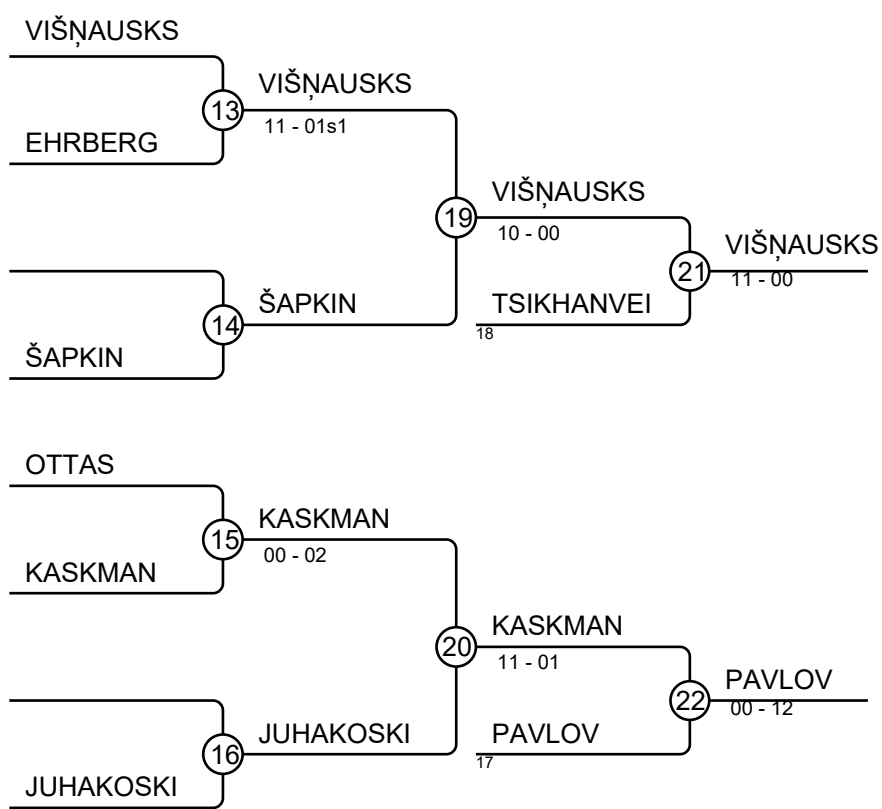 VIŠŅAUSKS
13
VIŠŅAUSKS
11 - 01s1
EHRBERG
19
VIŠŅAUSKS
10 - 00
21
VIŠŅAUSKS
11 - 00
14
ŠAPKIN
TSIKHANVEI
18
ŠAPKIN
OTTAS
15
KASKMAN
00 - 02
KASKMAN
20
KASKMAN
11 - 01
22
PAVLOV
00 - 12
16
JUHAKOSKI
PAVLOV
17
JUHAKOSKI